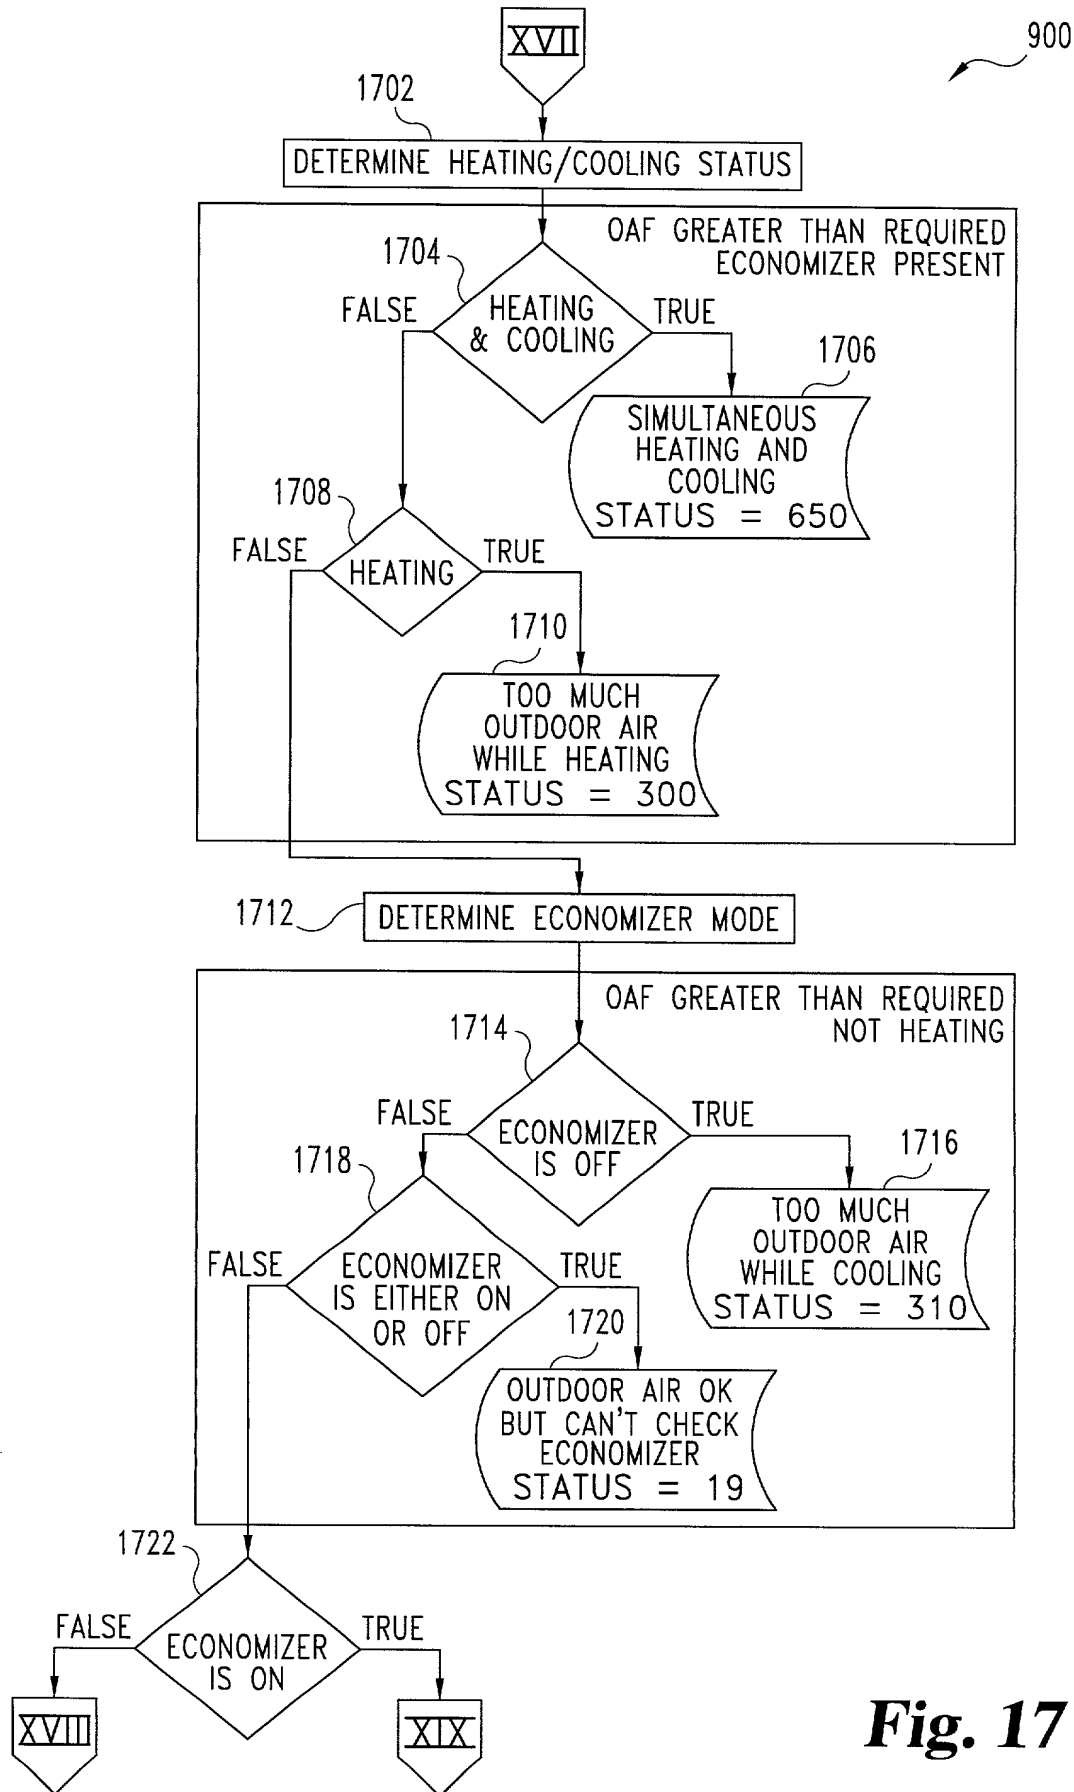 XVII
900
1702
DETERMINE HEATING/COOLING STATUS
OAF GREATER THAN REQUIRED
ECONOMIZER PRESENT
1704
FALSE
HEATING
& COOLING
TRUE
1706
SIMULTANEOUS
HEATING AND
COOLING
STATUS = 650
1708
FALSE
HEATING
TRUE
1710
TOO MUCH
OUTDOOR AIR
WHILE HEATING
STATUS = 300
1712
DETERMINE ECONOMIZER MODE
OAF GREATER THAN REQUIRED
NOT HEATING
1714
FALSE
ECONOMIZER
IS OFF
TRUE
1716
TOO MUCH
OUTDOOR AIR
WHILE COOLING
STATUS = 310
1718
FALSE
ECONOMIZER
IS EITHER ON
OR OFF
TRUE
1720
OUTDOOR AIR OK
BUT CAN'T CHECK
ECONOMIZER
STATUS = 19
1722
FALSE
ECONOMIZER
IS ON
TRUE
XVIII
XIX
Fig. 17